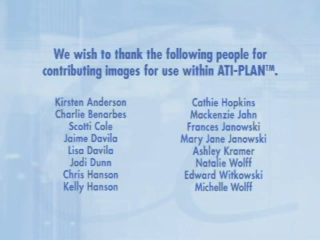 We wish to thank the following people for
contributing images for use within ATI-PLAN™.
Kirsten Anderson
Charlie Benarbes
Scotti Cole
Jaime Davila
Lisa Davila
Jodi Dunn
Chris Hanson
Kelly Hanson
Cathie Hopkins
Mackenzie Jahn
Frances Janowski
Mary Jane Janowski
Ashley Kramer
Natalie Wolff
Edward Witkowski
Michelle Wolff